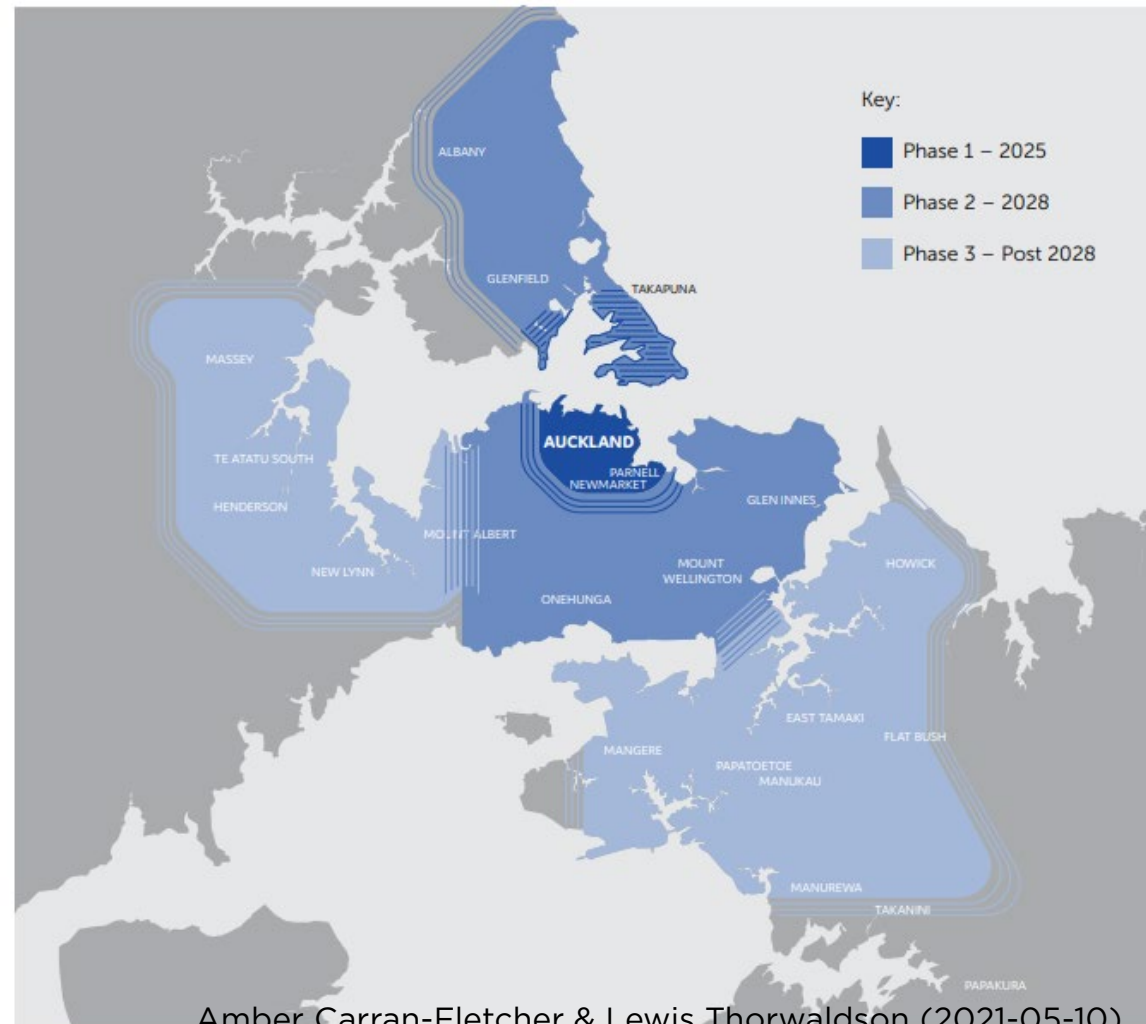 Key:
Phase 1 – 2025
Phase 2 – 2028
Phase 3 – Post 2028
ALBANY
GLENFIELD
TAKAPUNA
MASSEY
AUCKLAND
PARNELL
NEWMARKET
TE ATATU SOUTH
HENDERSON
GLEN INNES
MOUNT ALBERT
NEW LYNN
MOUNT
WELLINGTON
HOWICK
ONEHUNGA
EAST TAMAKI
FLAT BUSH
MANGERE
PAPATOETOE
MANUKAU
MANUREWA
TAKANINI
PAPAKURA
Amber Carran-Fletcher & Lewis Thorwaldson (2021-05-10)